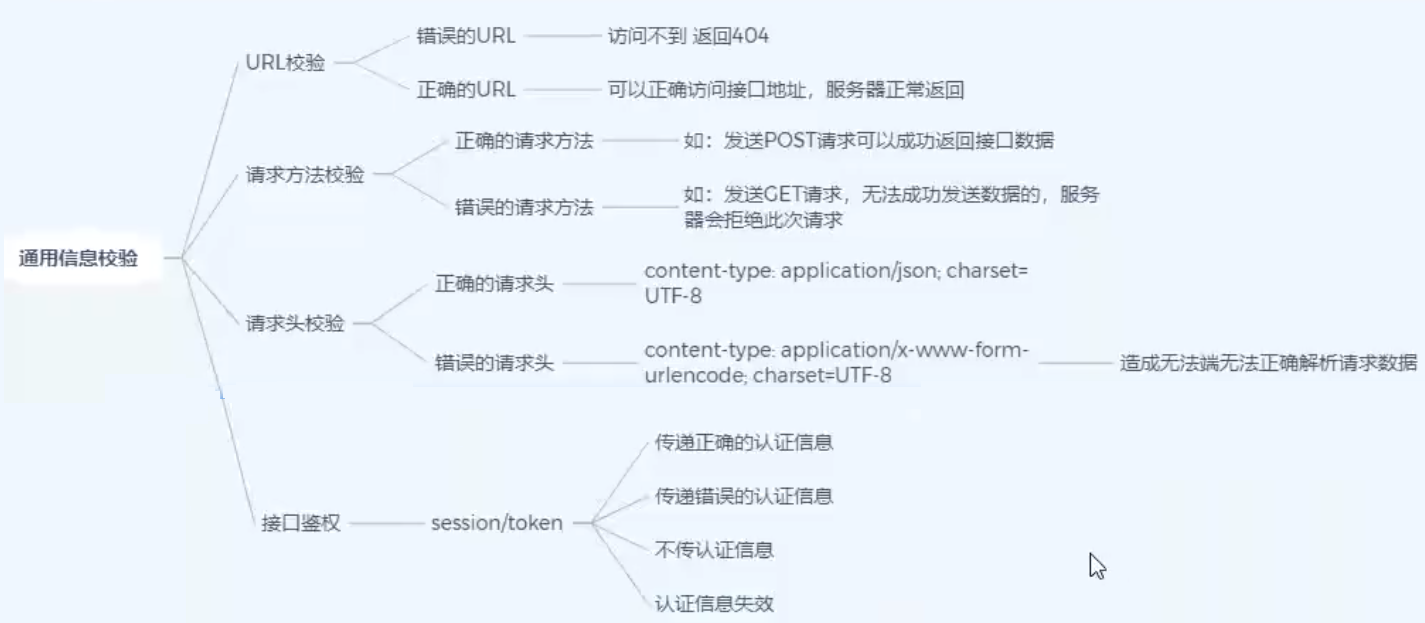 错误的URL
访问不到 返回404
URL校验
正确的URL
可以正确访问接口地址，服务器正常返回
正确的请求方法
如：发送POST请求可以成功返回接口数据
请求方法校验
错误的请求方法
如：发送GET请求，无法成功发送数据的，服务
器会拒绝此次请求
通用信息校验
正确的请求头
content-type: application/json; charset=
UTF-8
请求头校验
错误的请求头
content-type: application/x-www-form-
urlencode; charset=UTF-8
造成无法端无法正确解析请求数据
传递正确的认证信息
传递错误的认证信息
接口鉴权
session/token
不传认证信息
认证信息失效